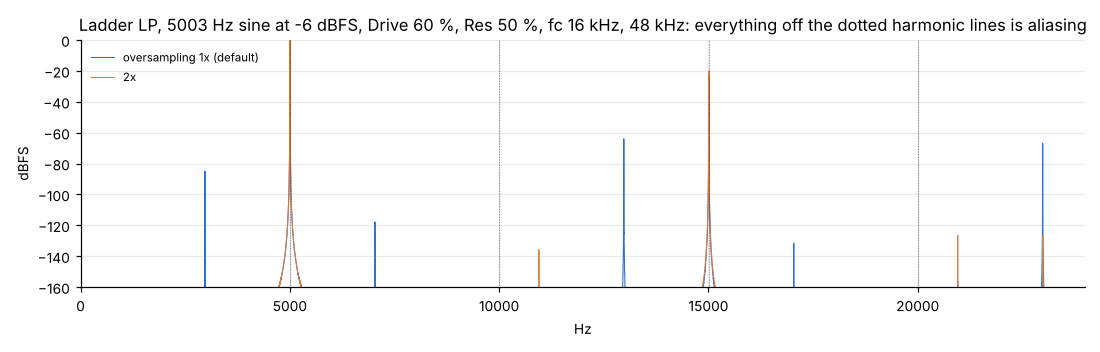 Ladder LP, 5003 Hz sine at -6 dBFS, Drive 60 %, Res 50 %, fc 16 kHz, 48 kHz: everything off the dotted harmonic lines is aliasing
oversampling 1x (default)
2x
dBFS
0
−20
−40
−60
−80
−100
−120
−140
−160
0
5000
10000
15000
20000
Hz